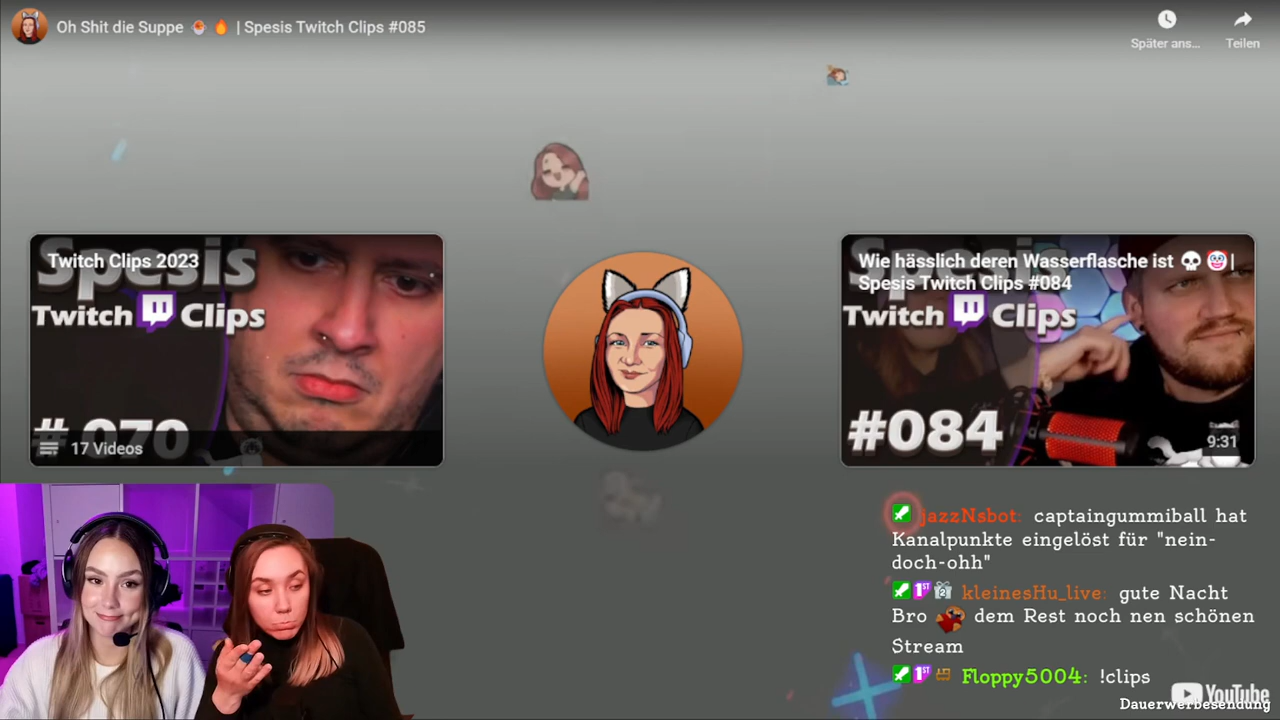 Oh Shit die Suppe 🍲 🔥 | Spesis Twitch Clips #085
Später ans...
Teilen
Spesis
Twitch Clips 2023
Twitch Clips
#070
17 Videos
Spesis
Wie hässlich deren Wasserflasche ist 💀 🤡 |
Spesis Twitch Clips #084
Twitch Clips
#084
9:31
jazzNsbot: captaingummiball hat
Kanalpunkte eingelöst für "nein-
doch-ohh"
1ST 2 kleinesHu_live: gute Nacht
Bro dem Rest noch nen schönen
Stream
1ST Floppy5004: !clips
YouTube
Dauerwerbesendung